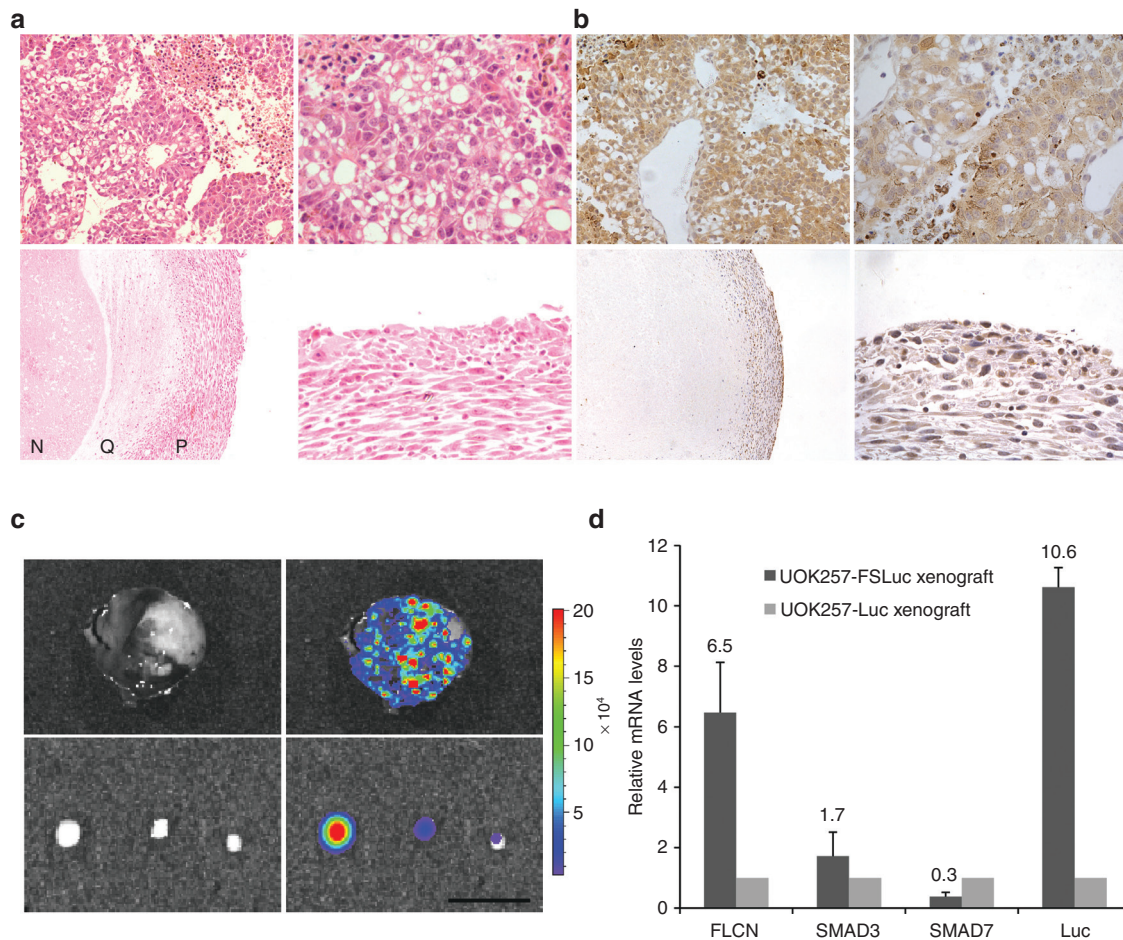 a
b
N
Q
P
c
20
15
10
5
× 10⁴
d
Relative mRNA levels
12
10
8
6
4
2
0
UOK257-FSLuc xenograft
UOK257-Luc xenograft
6.5
1.7
0.3
10.6
FLCN
SMAD3
SMAD7
Luc